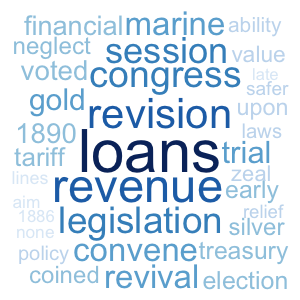 financial marine ability
neglect session value
voted congress late
gold revision safer
upon
1890 laws
tariff loans trial
lines revenue zeal
early
aim
1886 legislation relief
none silver
policy convene treasury
coined revival election